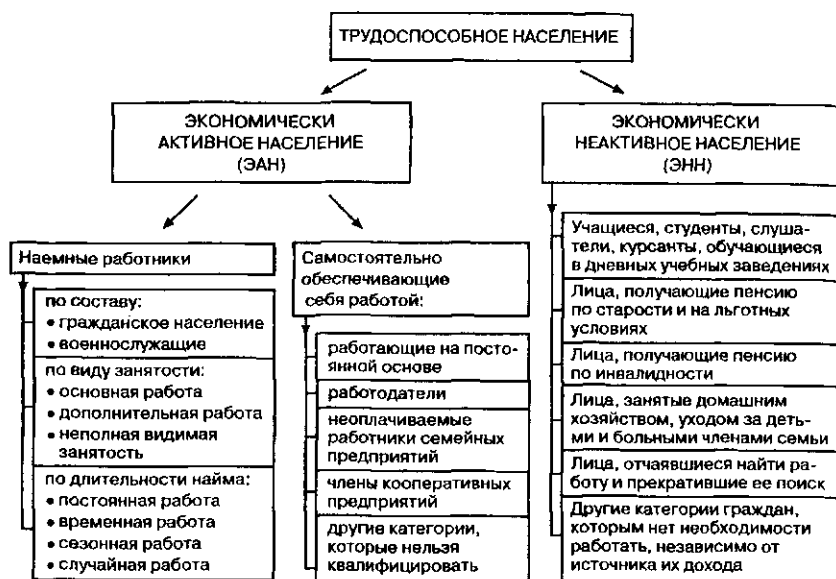 ТРУДОСПОСОБНОЕ НАСЕЛЕНИЕ
ЭКОНОМИЧЕСКИ
АКТИВНОЕ НАСЕЛЕНИЕ
(ЭАН)
ЭКОНОМИЧЕСКИ
НЕАКТИВНОЕ НАСЕЛЕНИЕ
(ЭНН)
Наемные работники
по составу:
• гражданское население
• военнослужащие
по виду занятости:
• основная работа
• дополнительная работа
• неполная видимая
занятость
по длительности найма:
• постоянная работа
• временная работа
• сезонная работа
• случайная работа
Самостоятельно
обеспечивающие
себя работой:
работающие на посто-
янной основе
работодатели
неоплачиваемые
работники семейных
предприятий
члены кооперативных
предприятий
другие категории,
которые нельзя
квалифицировать
Учащиеся, студенты, слуша-
тели, курсанты, обучающиеся
в дневных учебных заведениях
Лица, получающие пенсию
по старости и на льготных
условиях
Лица, получающие пенсию
по инвалидности
Лица, занятые домашним
хозяйством, уходом за деть-
ми и больными членами семьи
Лица, отчаявшиеся найти ра-
боту и прекратившие ее поиск
Другие категории граждан,
которым нет необходимости
работать, независимо от
источника их дохода